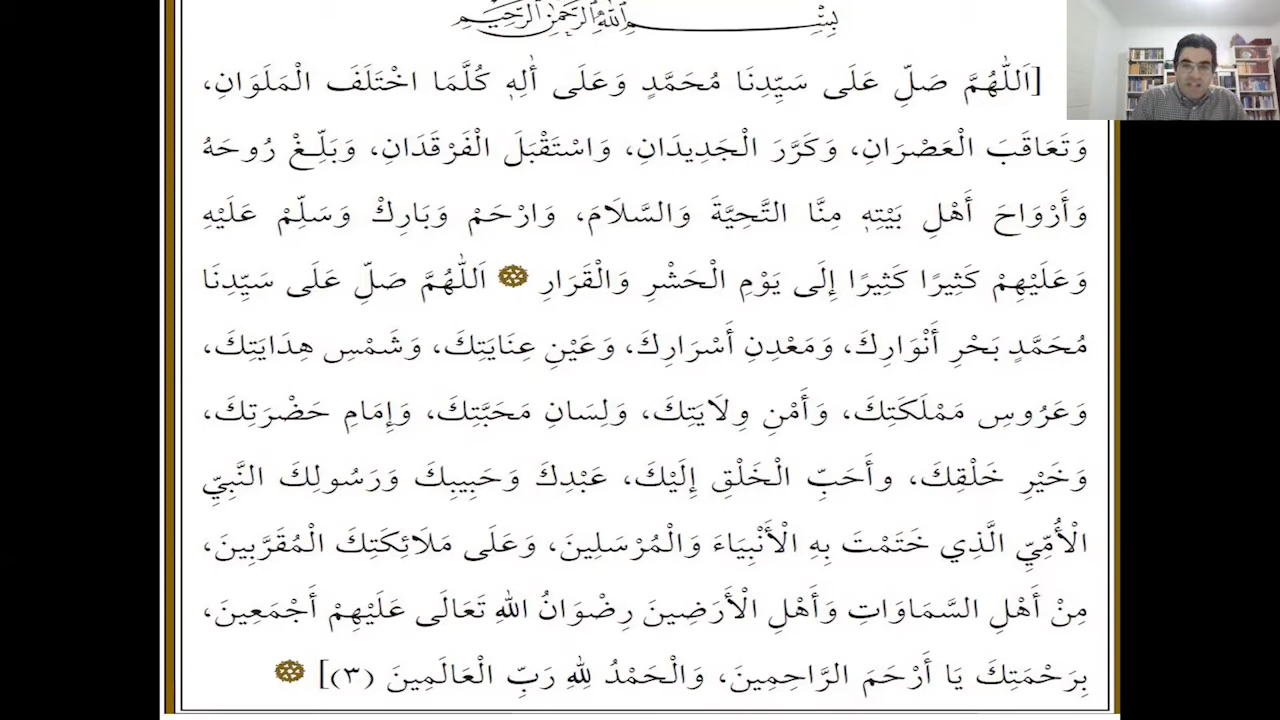 بِسْمِ اللهِ الرَّحْمٰنِ الرَّحِيمِ
[اَللّٰهُمَّ صَلِّ عَلَى سَيِّدِنَا مُحَمَّدٍ وَعَلَى أٰلِهٖ كُلَّمَا اخْتَلَفَ الْمَلَوَانِ،
وَتَعَاقَبَ الْعَصْرَانِ، وَكَرَّرَ الْجَدِيدَانِ، وَاسْتَقْبَلَ الْفَرْقَدَانِ، وَبَلِّغْ رُوحَهُ
وَأَرْوَاحَ أَهْلِ بَيْتِهٖ مِنَّا التَّحِيَّةَ وَالسَّلَامَ، وَارْحَمْ وَبَارِكْ وَسَلِّمْ عَلَيْهِ
وَعَلَيْهِمْ كَثِيرًا كَثِيرًا إِلَى يَوْمِ الْحَشْرِ وَالْقَرَارِ اَللّٰهُمَّ صَلِّ عَلَى سَيِّدِنَا
مُحَمَّدٍ بَحْرِ أَنْوَارِكَ، وَمَعْدِنِ أَسْرَارِكَ، وَعَيْنِ عِنَايَتِكَ، وَشَمْسِ هِدَايَتِكَ،
وَعَرُوسِ مَمْلَكَتِكَ، وَأَمْنِ وِلَايَتِكَ، وَلِسَانِ مَحَبَّتِكَ، وَإِمَامِ حَضْرَتِكَ،
وَخَيْرِ خَلْقِكَ، وأَحَبِّ الْخَلْقِ إِلَيْكَ، عَبْدِكَ وَحَبِيبِكَ وَرَسُولِكَ النَّبِيِّ
الْأُمِّيِّ الَّذِي خَتَمْتَ بِهِ الْأَنْبِيَاءَ وَالْمُرْسَلِينَ، وَعَلَى مَلَائِكَتِكَ الْمُقَرَّبِينَ،
مِنْ أَهْلِ السَّمَاوَاتِ وَأَهْلِ الْأَرَضِينَ رِضْوَانُ اللهِ تَعَالَى عَلَيْهِمْ أَجْمَعِينَ،
بِرَحْمَتِكَ يَا أَرْحَمَ الرَّاحِمِينَ، وَالْحَمْدُ لِلهِ رَبِّ الْعَالَمِينَ (٣)]